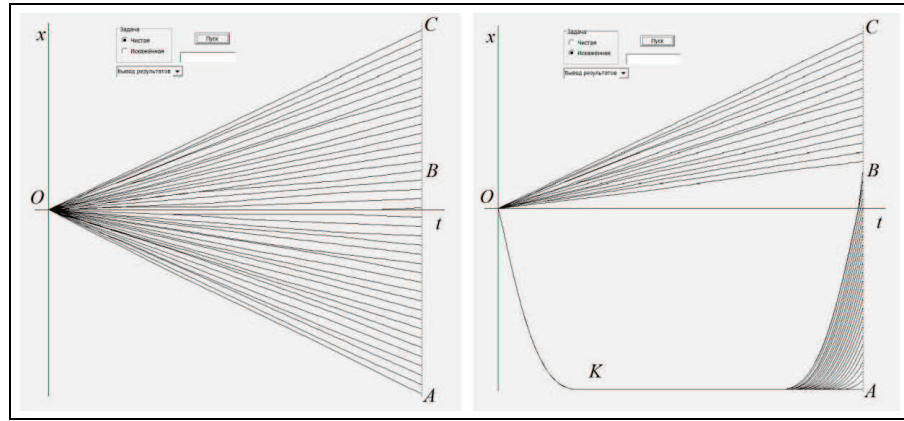 x
Задача
Чистая
Искажённая
Пуск
Вывод результатов
C
B
O
t
A
x
Задача
Чистая
Искажённая
Пуск
Вывод результатов
C
O
B
t
K
A